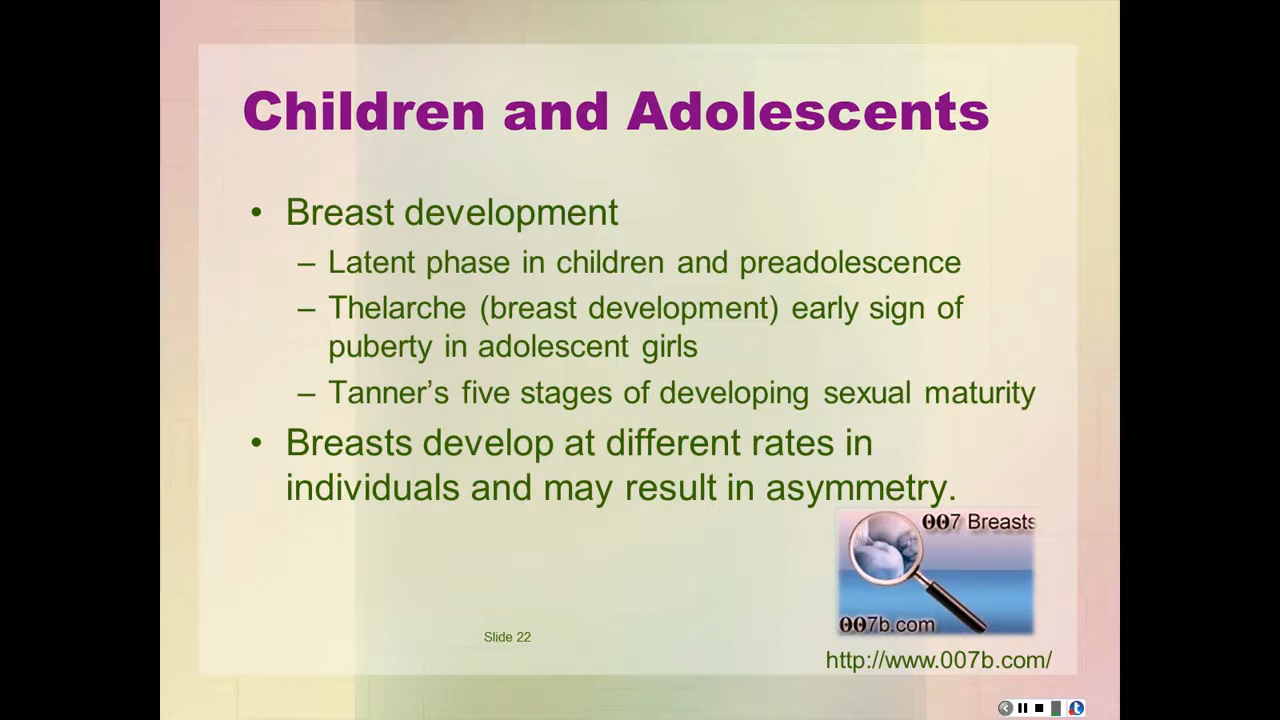 Children and Adolescents
• Breast development
– Latent phase in children and preadolescence
– Thelarche (breast development) early sign of
puberty in adolescent girls
– Tanner’s five stages of developing sexual maturity
• Breasts develop at different rates in
individuals and may result in asymmetry.
007 Breasts
007b.com
Slide 22
http://www.007b.com/